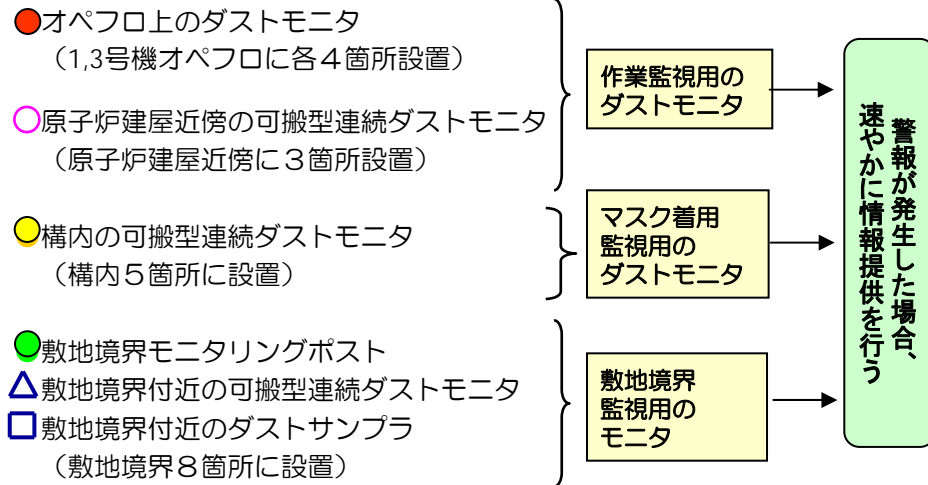 オペフロ上のダストモニタ
（1,3号機オペフロに各４箇所設置）
原子炉建屋近傍の可搬型連続ダストモニタ
（原子炉建屋近傍に３箇所設置）
作業監視用の
ダストモニタ
構内の可搬型連続ダストモニタ
（構内５箇所に設置）
マスク着用
監視用の
ダストモニタ
敷地境界モニタリングポスト
敷地境界付近の可搬型連続ダストモニタ
敷地境界付近のダストサンプラ
（敷地境界８箇所に設置）
敷地境界
監視用の
モニタ
警報が発生した場合、
速やかに情報提供を行う